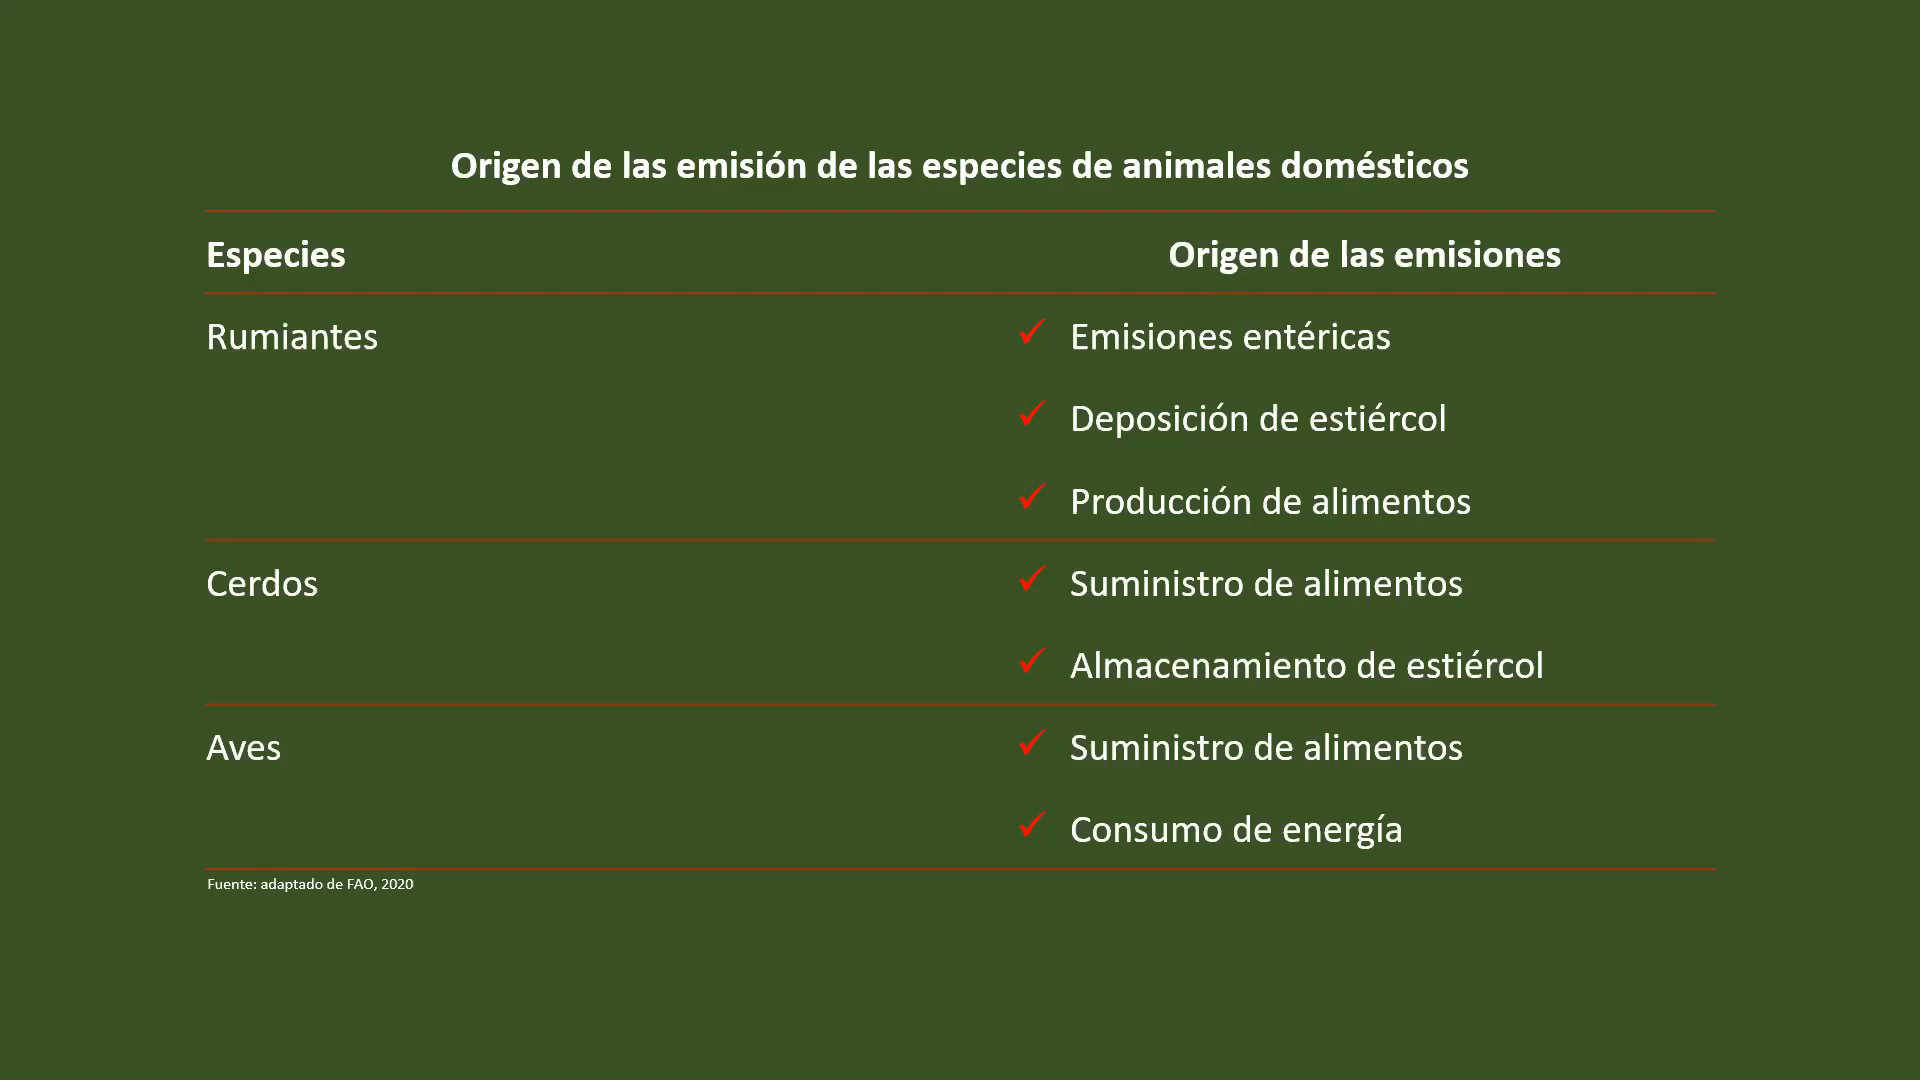 Origen de las emisión de las especies de animales domésticos
Especies Origen de las emisiones
Rumiantes ✓ Emisiones entéricas
✓ Deposición de estiércol
✓ Producción de alimentos
Cerdos ✓ Suministro de alimentos
✓ Almacenamiento de estiércol
Aves ✓ Suministro de alimentos
✓ Consumo de energía
Fuente: adaptado de FAO, 2020